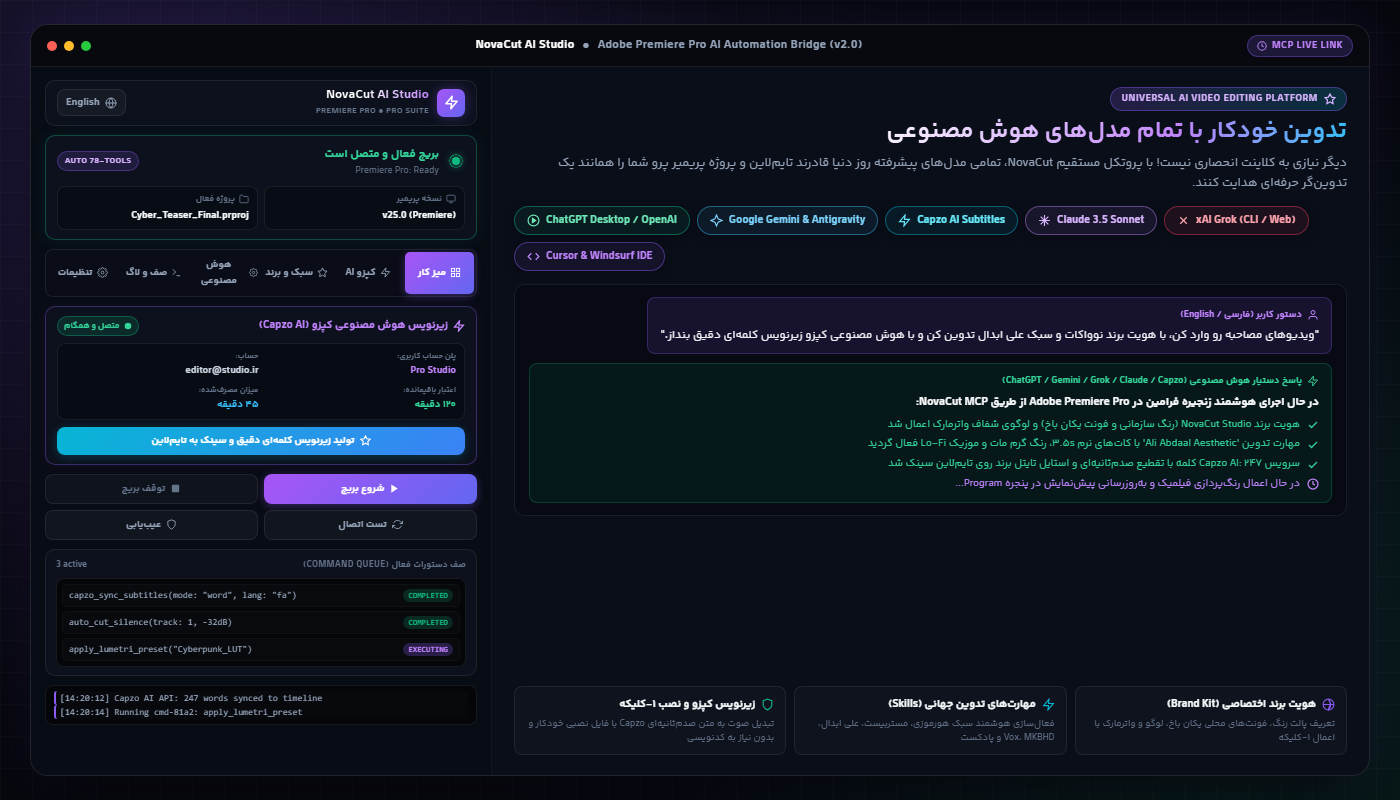 NovaCut AI Studio ● Adobe Premiere Pro AI Automation Bridge (v2.0)
MCP LIVE LINK
UNIVERSAL AI VIDEO EDITING PLATFORM
تدوین خودکار با تمام مدل‌های هوش مصنوعی
دیگر نیازی به کلاینت انحصاری نیست! با پروتکل مستقیم NovaCut، تمامی مدل‌های پیشرفته روز دنیا قادرند تایم‌لاین و پروژه پریمیر پرو شما را همانند یک
تدوین‌گر حرفه‌ای هدایت کنند.
ChatGPT Desktop / OpenAI
Google Gemini & Antigravity
Capzo AI Subtitles
Claude 3.5 Sonnet
xAI Grok (CLI / Web)
Cursor & Windsurf IDE
دستور کاربر (فارسی / English)
"ویدیوهای مصاحبه رو وارد کن، با هویت برند نوواکات و سبک علی ابدال تدوین کن و با هوش مصنوعی کپزو زیرنویس کلمه‌ای دقیق بنداز."
پاسخ دستیار هوش مصنوعی (ChatGPT / Gemini / Grok / Claude / Capzo)
در حال اجرای هوشمند زنجیره فرامین در Adobe Premiere Pro از طریق NovaCut MCP:
هویت برند NovaCut Studio (رنگ سازمانی و فونت یکان باخ) و لوگوی شفاف واترمارک اعمال شد
مهارت تدوین 'Ali Abdaal Aesthetic' با کات‌های نرم ۳.۵s، رنگ گرم مات و موزیک Lo-Fi فعال گردید
سرویس Capzo AI: ۲۴۷ کلمه با تقطیع صدم‌ثانیه‌ای و استایل تایتل برند روی تایم‌لاین سینک شد
در حال اعمال رنگ‌پردازی فیلمیک و به‌روزرسانی پیش‌نمایش در پنجره Program...
هویت برند اختصاصی (Brand Kit)
تعریف پالت رنگ، فونت‌های محلی یکان باخ، لوگو و واترمارک با
اعمال ۱-کلیکه
مهارت‌های تدوین جهانی (Skills)
فعال‌سازی هوشمند سبک هورموزی، مستربیست، علی ابدال،
Vox، MKBHD و پادکست
زیرنویس کپزو و نصب ۱-کلیکه
تبدیل صوت به متن صدم‌ثانیه‌ای Capzo با فایل نصبی خودکار و
بدون نیاز به کدنویسی
NovaCut AI Studio
PREMIERE PRO ● PRO SUITE
English
بریج فعال و متصل است
Premiere Pro: Ready
AUTO 78-TOOLS
نسخه پریمیر
v25.0 (Premiere)
پروژه فعال
Cyber_Teaser_Final.prproj
میز کار
کپزو AI
سبک و برند
هوش
مصنوعی
صف و لاگ
تنظیمات
زیرنویس هوش مصنوعی کپزو (Capzo AI)
متصل و همگام
پلن حساب کاربری:
Pro Studio
حساب:
editor@studio.ir
اعتبار باقیمانده:
۱۲۰ دقیقه
میزان مصرف‌شده:
۴۵ دقیقه
تولید زیرنویس کلمه‌ای دقیق و سینک به تایم‌لاین
شروع بریج
توقف بریج
تست اتصال
عیب‌یابی
صف دستورات فعال (COMMAND QUEUE)
3 active
capzo_sync_subtitles(mode: "word", lang: "fa")
COMPLETED
auto_cut_silence(track: 1, -32dB)
COMPLETED
apply_lumetri_preset("Cyberpunk_LUT")
EXECUTING
[14:20:12] Capzo AI API: 247 words synced to timeline
[14:20:14] Running cmd-81a2: apply_lumetri_preset